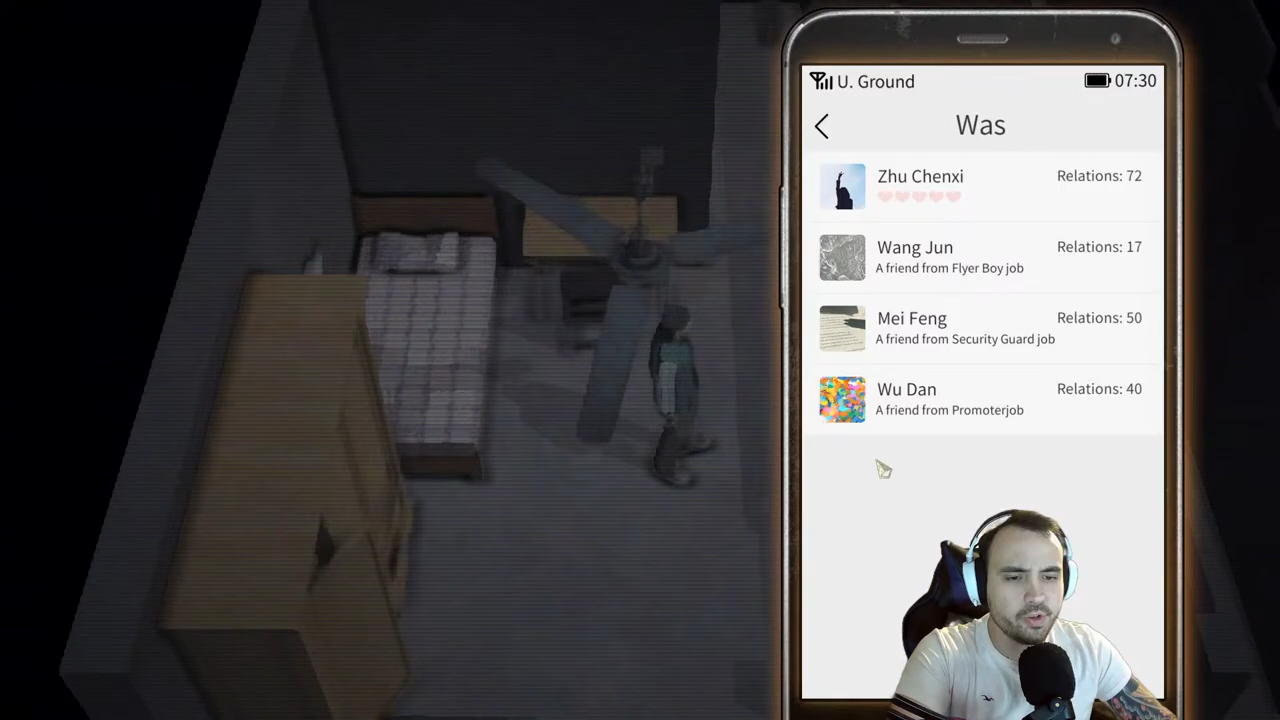 U. Ground 07:30
Was
Zhu Chenxi Relations: 72
Wang Jun Relations: 17
A friend from Flyer Boy job
Mei Feng Relations: 50
A friend from Security Guard job
Wu Dan Relations: 40
A friend from Promoterjob